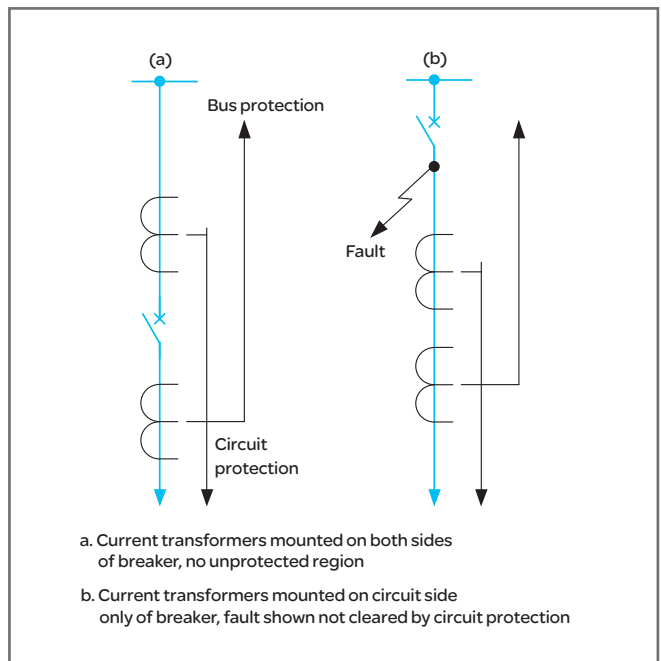 (a)
(b)
Bus protection
Fault
Circuit
protection
a. Current transformers mounted on both sides
of breaker, no unprotected region
b. Current transformers mounted on circuit side
only of breaker, fault shown not cleared by circuit protection